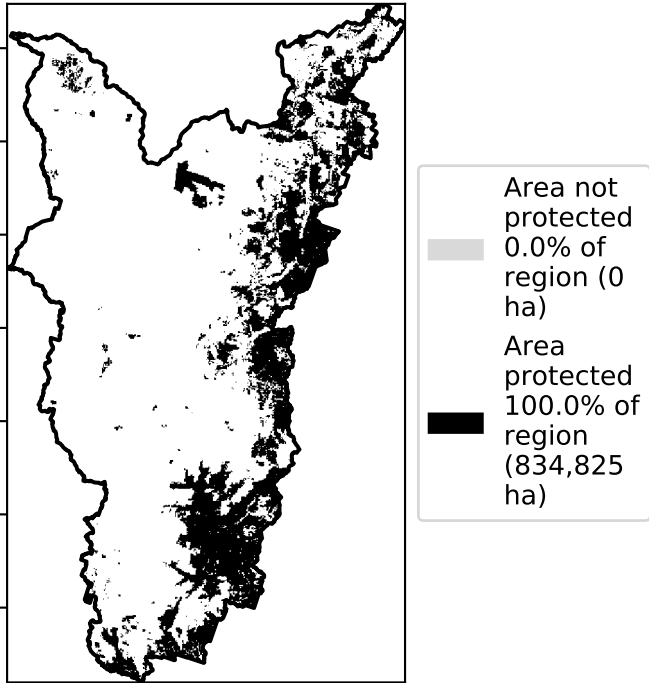 Area not
protected
0.0% of
region (0
ha)
Area
protected
100.0% of
region
(834,825
ha)